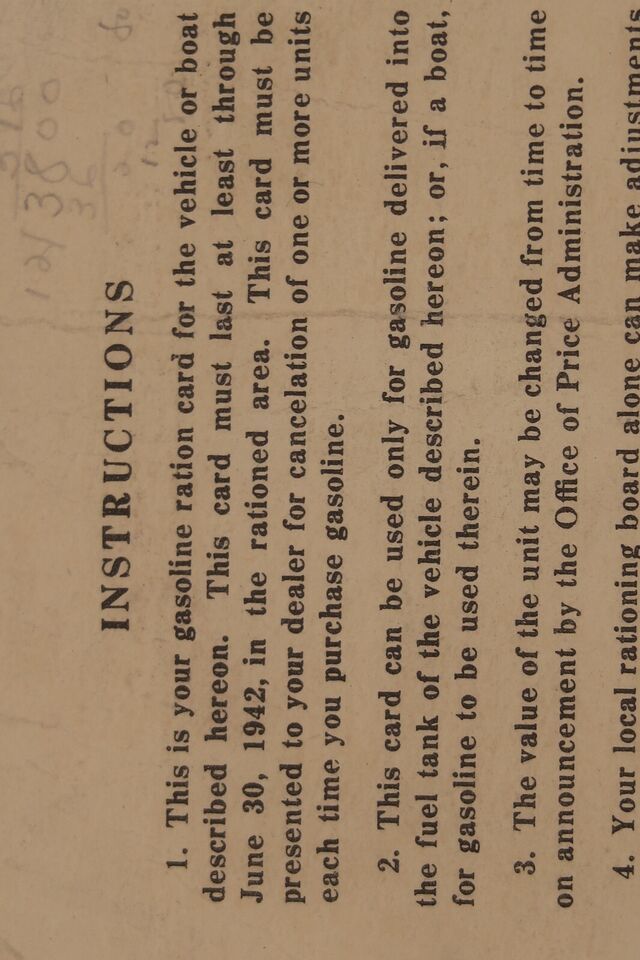 INSTRUCTIONS
1. This is your gasoline ration card for the vehicle or boat
described hereon. This card must last at least through
June 30, 1942, in the rationed area. This card must be
presented to your dealer for cancelation of one or more units
each time you purchase gasoline.
2. This card can be used only for gasoline delivered into
the fuel tank of the vehicle described hereon; or, if a boat,
for gasoline to be used therein.
3. The value of the unit may be changed from time to time
on announcement by the Office of Price Administration.
4. Your local rationing board alone can make adjustments